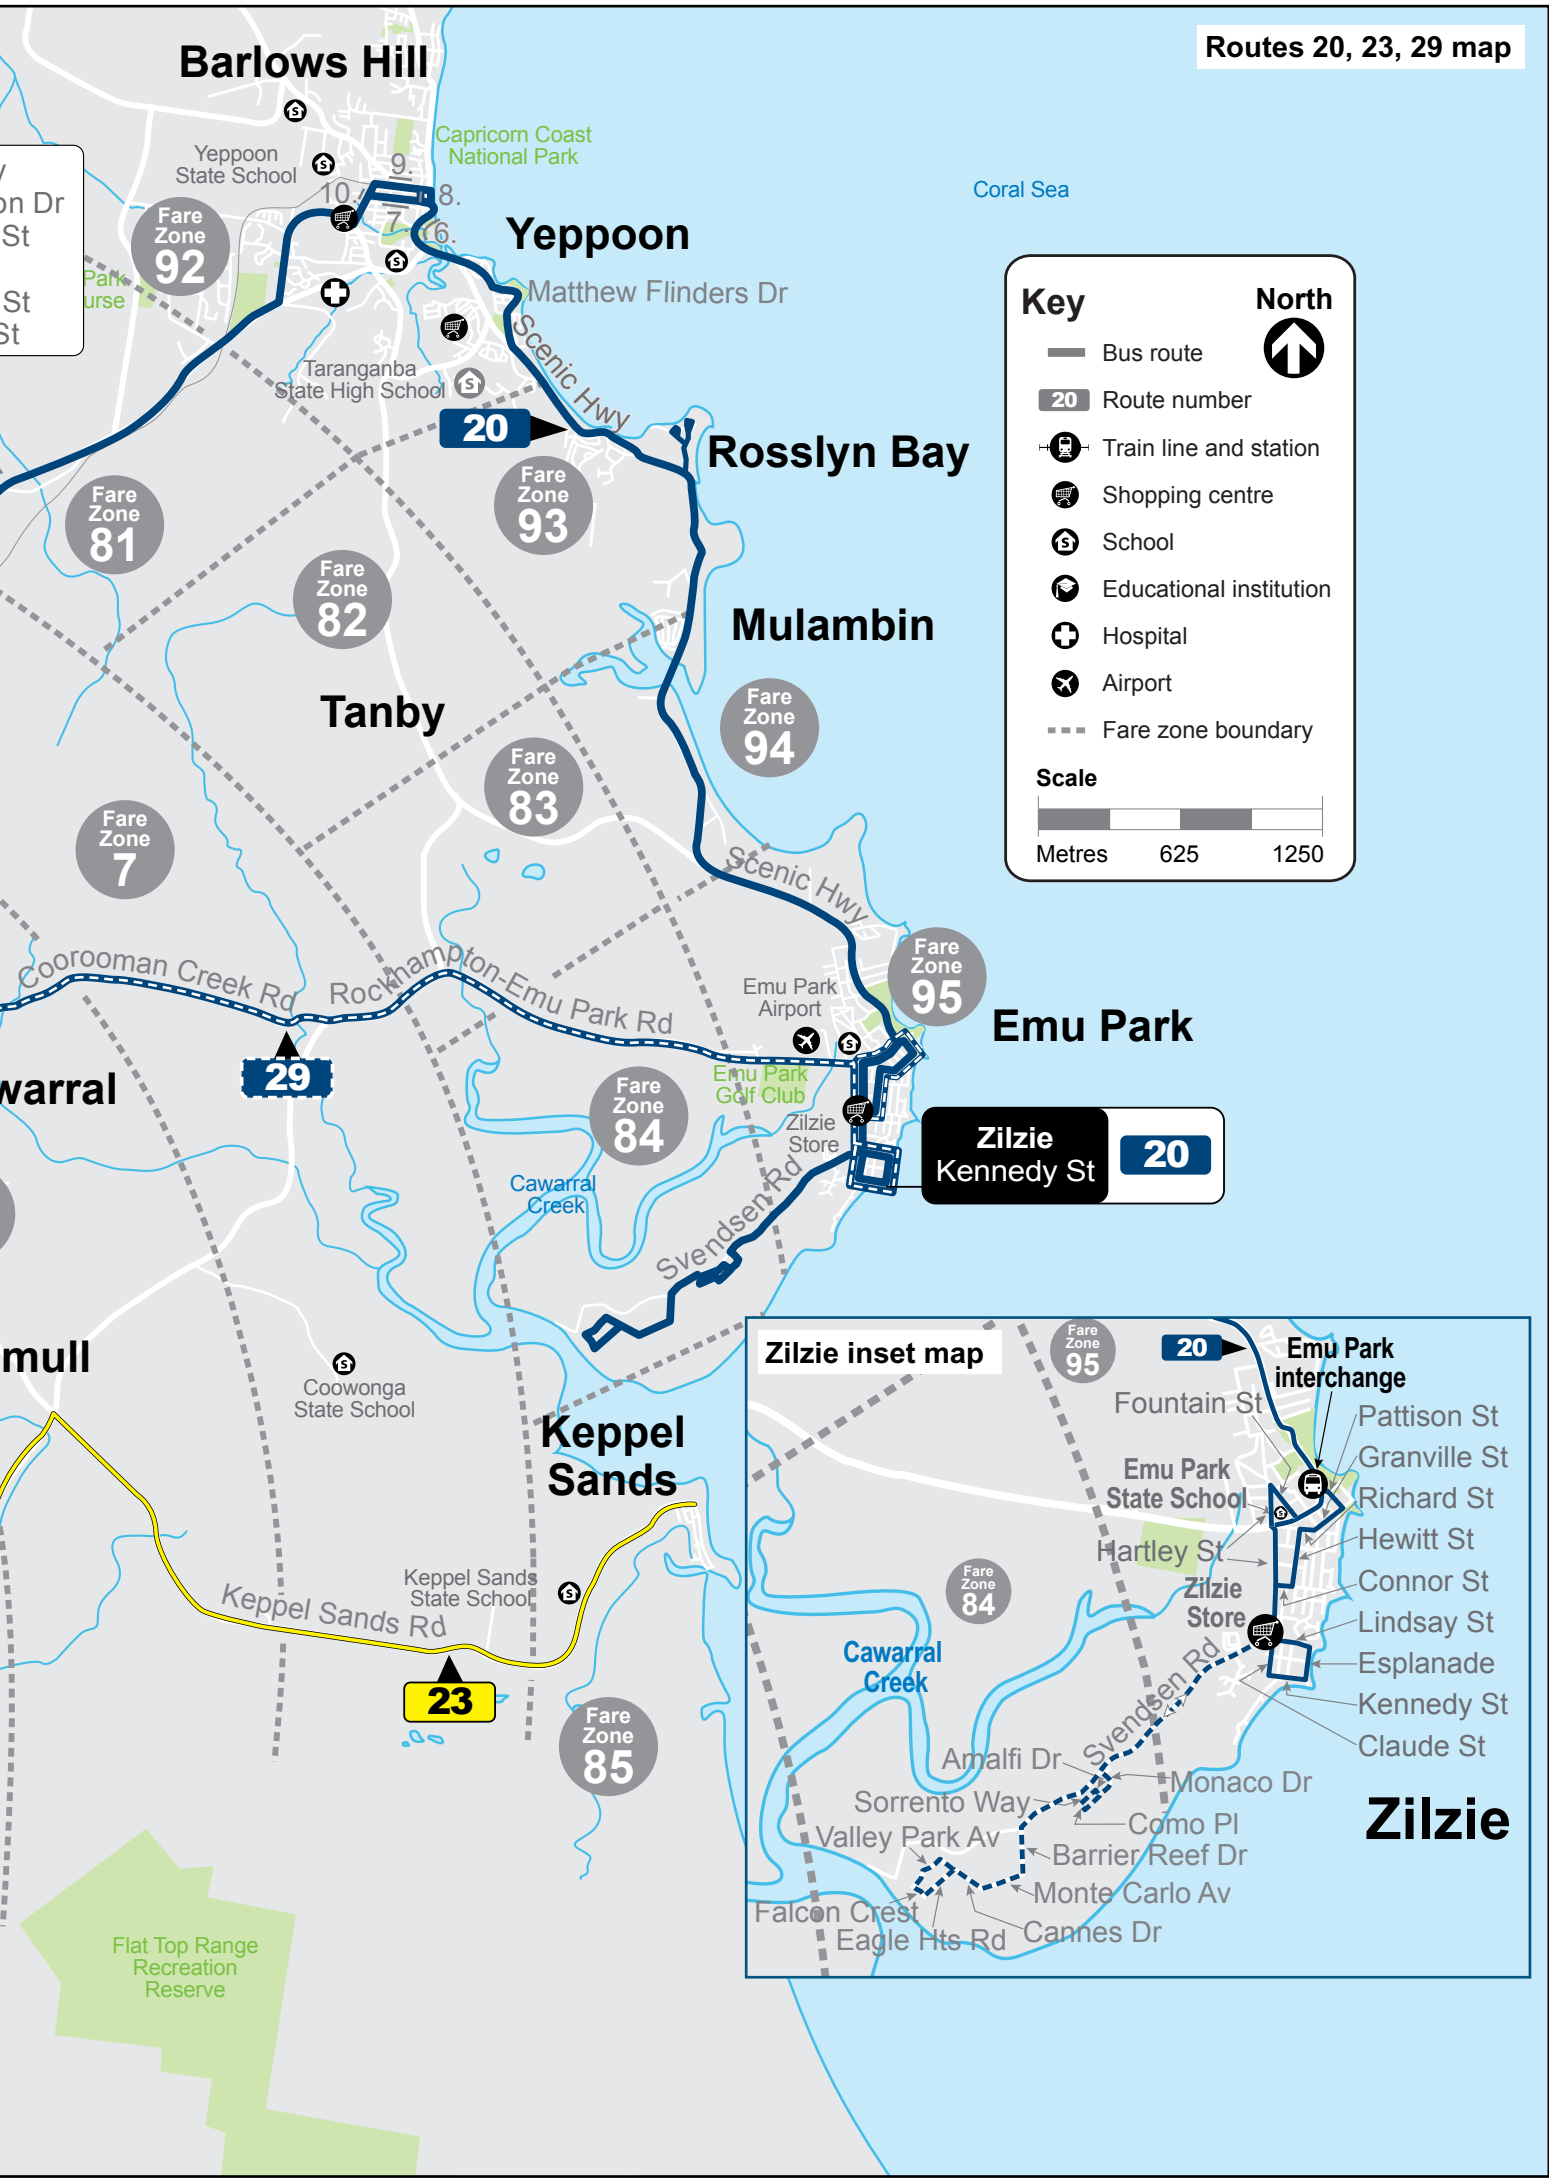 Routes 20, 23, 29 map
Barlows Hill
Capricorn Coast
National Park
Yeppoon
State School
9.
10.
8.
7.
6.
on Dr
St
St
St
Fare
Zone
92
Park
urse
Yeppoon
Coral Sea
Matthew Flinders Dr
Scenic Hwy
Taranganba
State High School
20
Rosslyn Bay
Key
North
Bus route
20
Route number
Train line and station
Shopping centre
School
Educational institution
Hospital
Airport
Fare zone boundary
Scale
Metres
625
1250
Fare
Zone
81
Fare
Zone
93
Fare
Zone
82
Mulambin
Tanby
Fare
Zone
94
Fare
Zone
83
Fare
Zone
7
Scenic Hwy
Coorooman Creek Rd
Rockhampton-Emu Park Rd
Emu Park
Airport
Fare
Zone
95
Emu Park
29
warral
Emu Park
Golf Club
Fare
Zone
84
Zilzie
Store
Zilzie
Kennedy St
20
Cawarral
Creek
Svendsen Rd
mull
Coowonga
State School
Keppel
Sands
Keppel Sands
State School
Keppel Sands Rd
23
Fare
Zone
85
Flat Top Range
Recreation
Reserve
Zilzie inset map
Fare
Zone
95
20
Emu Park
interchange
Fountain St
Pattison St
Granville St
Emu Park
State School
Richard St
Hartley St
Hewitt St
Fare
Zone
84
Zilzie
Store
Connor St
Lindsay St
Cawarral
Creek
Svendsen Rd
Esplanade
Kennedy St
Claude St
Amalfi Dr
Monaco Dr
Sorrento Way
Como Pl
Zilzie
Valley Park Av
Barrier Reef Dr
Monte Carlo Av
Falcon Crest
Eagle Hts Rd
Cannes Dr